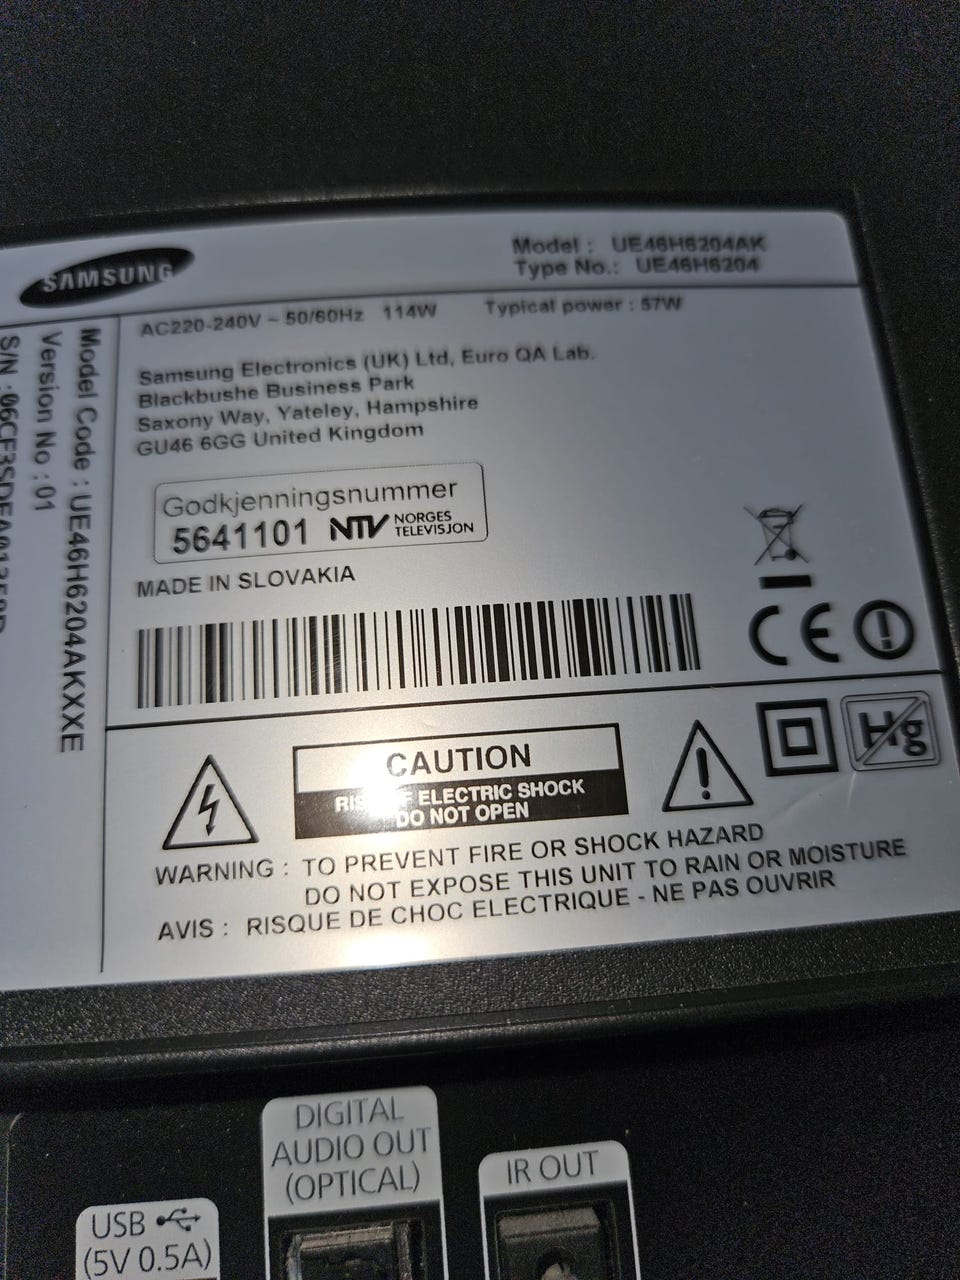 SAMSUNG
Model : UE46H6204AK
Type No.: UE46H6204
AC220-240V ~ 50/60Hz 114W Typical power : 57W
Samsung Electronics (UK) Ltd, Euro QA Lab.
Blackbushe Business Park
Saxony Way, Yateley, Hampshire
GU46 6GG United Kingdom
Godkjenningsnummer
5641101 NTV NORGES
TELEVISJON
MADE IN SLOVAKIA
CE
Hg
CAUTION
ELECTRIC SHOCK
DO NOT OPEN
WARNING : TO PREVENT FIRE OR SHOCK HAZARD
DO NOT EXPOSE THIS UNIT TO RAIN OR MOISTURE
AVIS : RISQUE DE CHOC ELECTRIQUE - NE PAS OUVRIR
Model Code : UE46H6204AKXXE
Version No : 01
S/N :
DIGITAL
AUDIO OUT
(OPTICAL)
IR OUT
USB
(5V 0.5A)